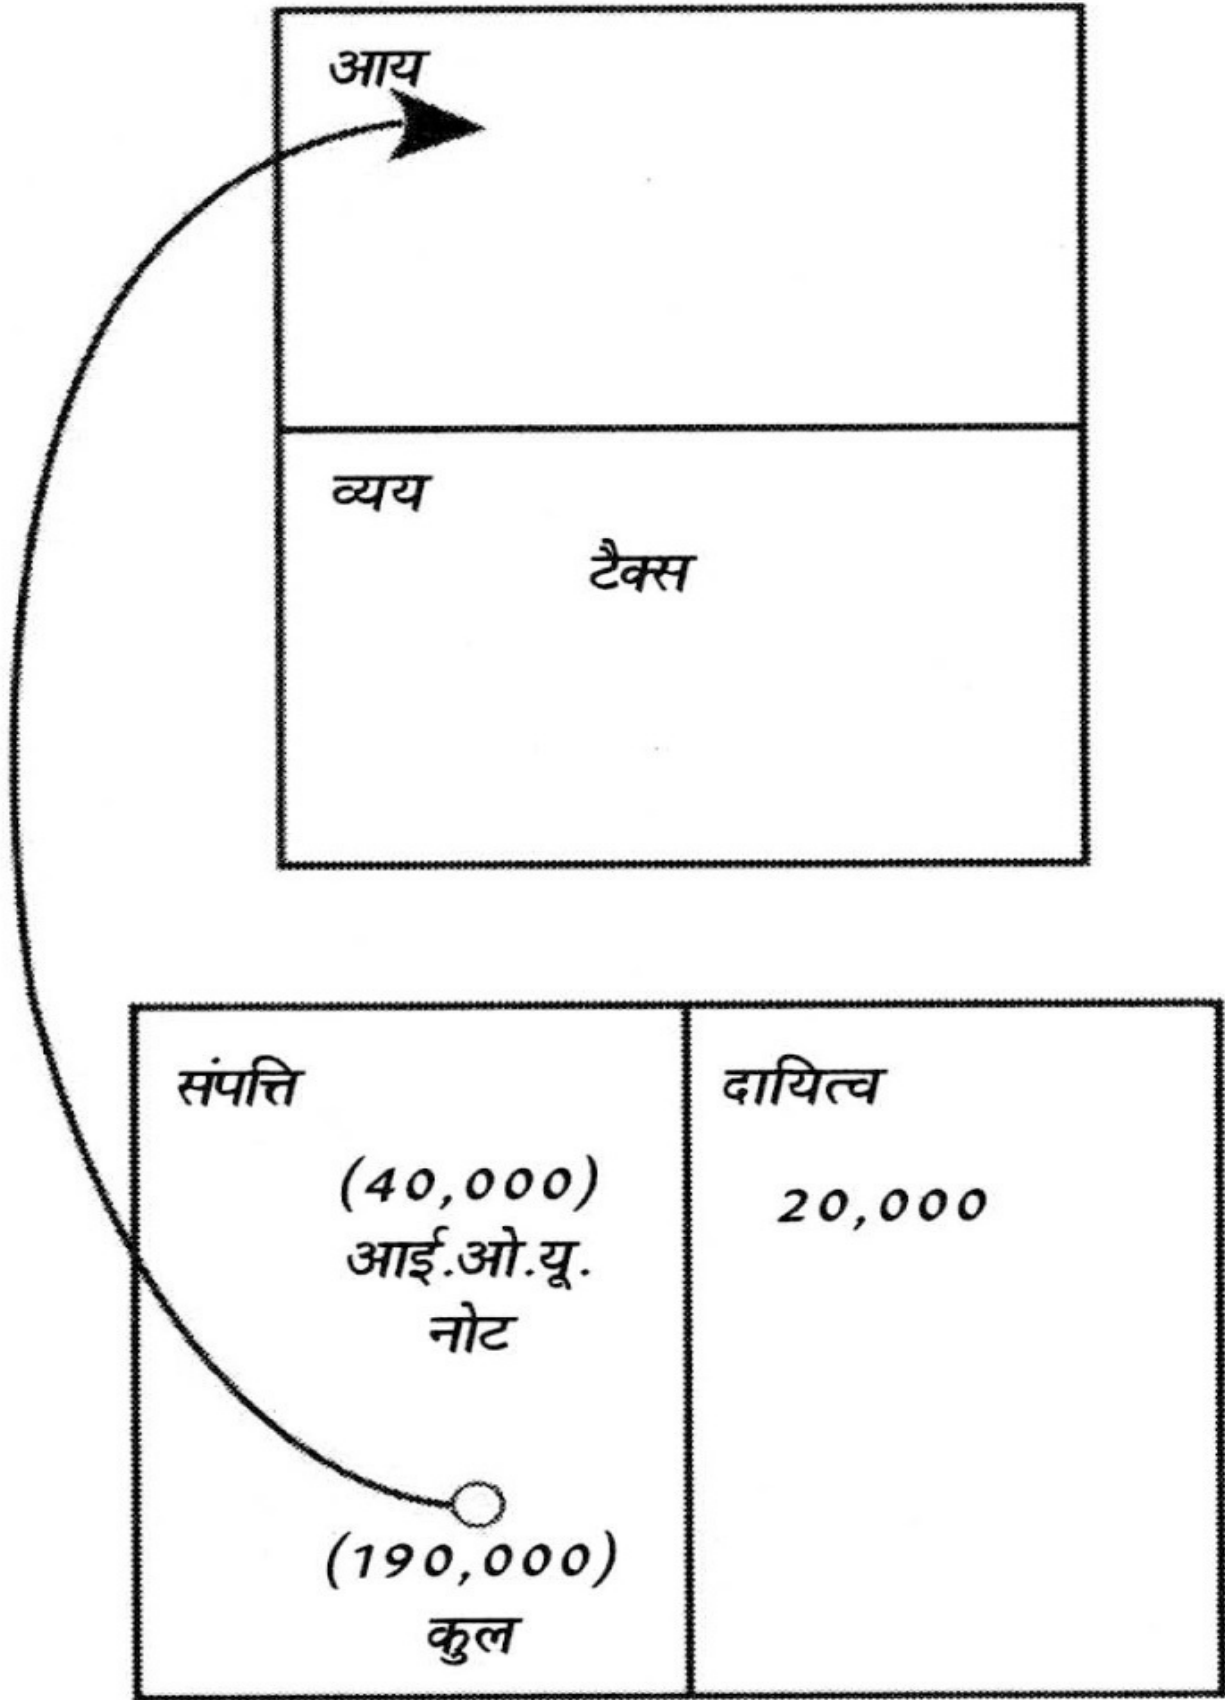 आय
व्यय
टैक्स
संपत्ति
(40,000)
आई.ओ.यू.
नोट
(190,000)
कुल
दायित्व
20,000